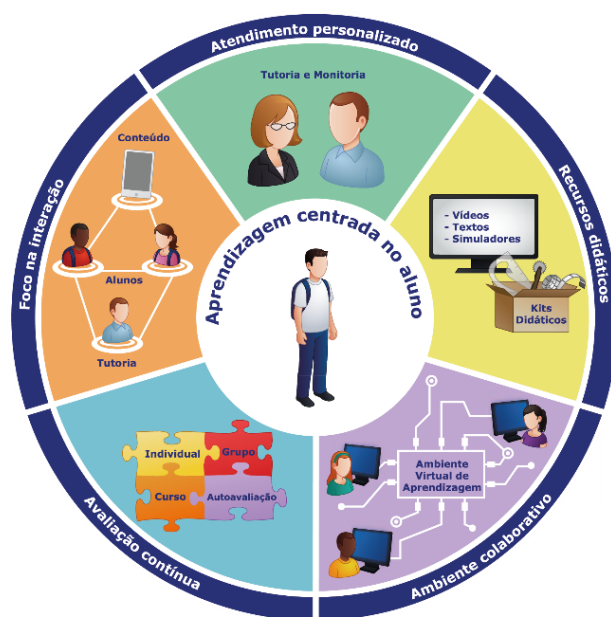 Atendimento personalizado
Tutoria e Monitoria
Foco na interação
Conteúdo
Alunos
Tutoria
Aprendizagem centrada no aluno
Recursos didáticos
- Vídeos
- Textos
- Simuladores
Kits
Didáticos
Avaliação contínua
Individual
Grupo
Curso
Autoavaliação
Ambiente colaborativo
Ambiente
Virtual de
Aprendizagem